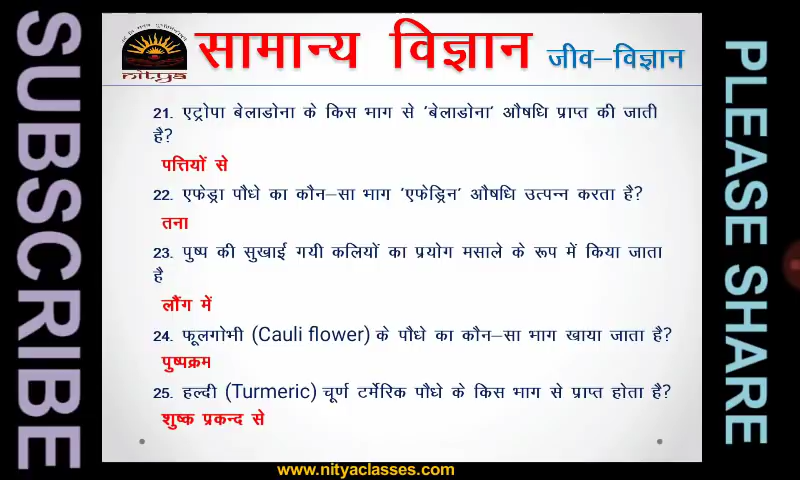 SUBSCRIBE
nitya
सामान्य विज्ञान जीव–विज्ञान
21. एट्रोपा बेलाडोना के किस भाग से ‘बेलाडोना’ औषधि प्राप्त की जाती
है?
पत्तियों से
22. एफेड्रा पौधे का कौन–सा भाग ‘एफेड्रिन’ औषधि उत्पन्न करता है?
तना
23. पुष्प की सुखाई गयी कलियों का प्रयोग मसाले के रूप में किया जाता
है
लौंग में
24. फूलगोभी (Cauli flower) के पौधे का कौन–सा भाग खाया जाता है?
पुष्पक्रम
25. हल्दी (Turmeric) चूर्ण टर्मेरिक पौधे के किस भाग से प्राप्त होता है?
शुष्क प्रकन्द से
www.nityaclasses.com
PLEASE SHARE